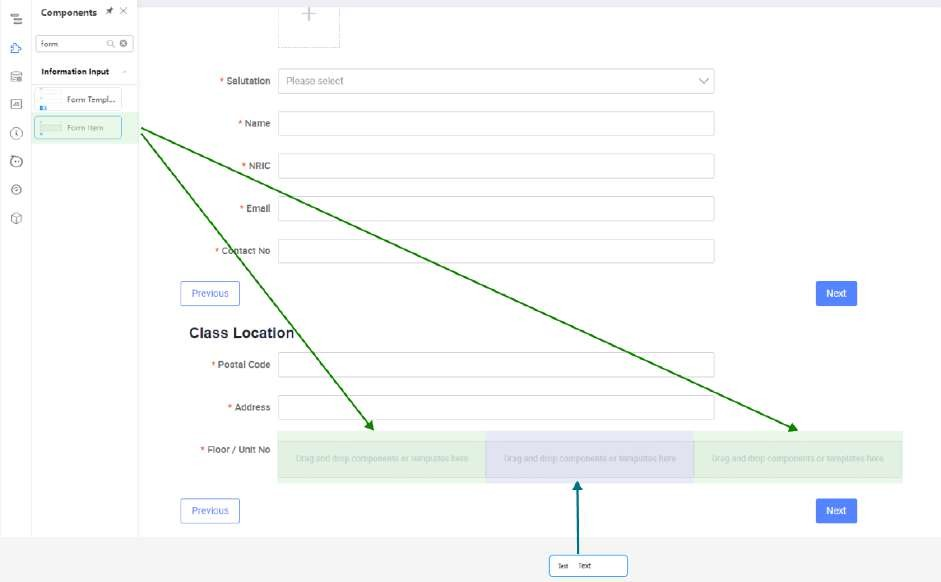 Components
form
Information Input
Form Templ...
Form Item
* Salutation Please select
* Name
* NRIC
* Email
* Contact No
Previous Next
Class Location
* Postal Code
* Address
* Floor / Unit No Drag and drop components or templates here Drag and drop components or templates here Drag and drop components or templates here
Previous Next
Text Text